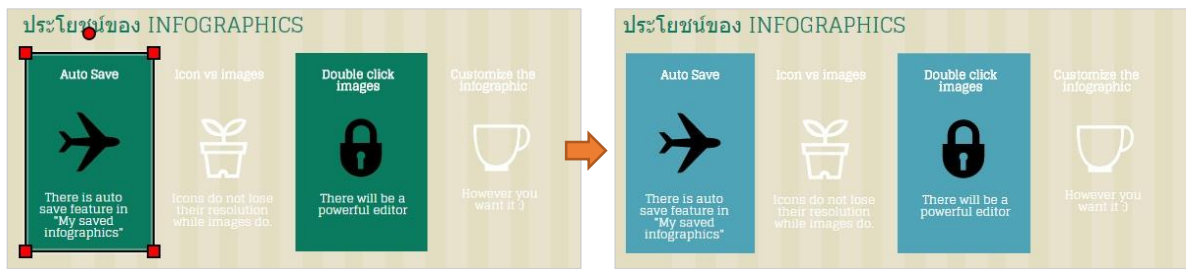 ประโยชน์ของ INFOGRAPHICS
Auto Save
Icon vs images
Double click
images
Customize the
infographic
There is auto
save feature in
"My saved
infographics"
Icons do not lose
their resolution
while images do.
There will be a
powerful editor
However you
want it :)
ประโยชน์ของ INFOGRAPHICS
Auto Save
Icon vs images
Double click
images
Customize the
infographic
There is auto
save feature in
"My saved
infographics"
Icons do not lose
their resolution
while images do.
There will be a
powerful editor
However you
want it :)